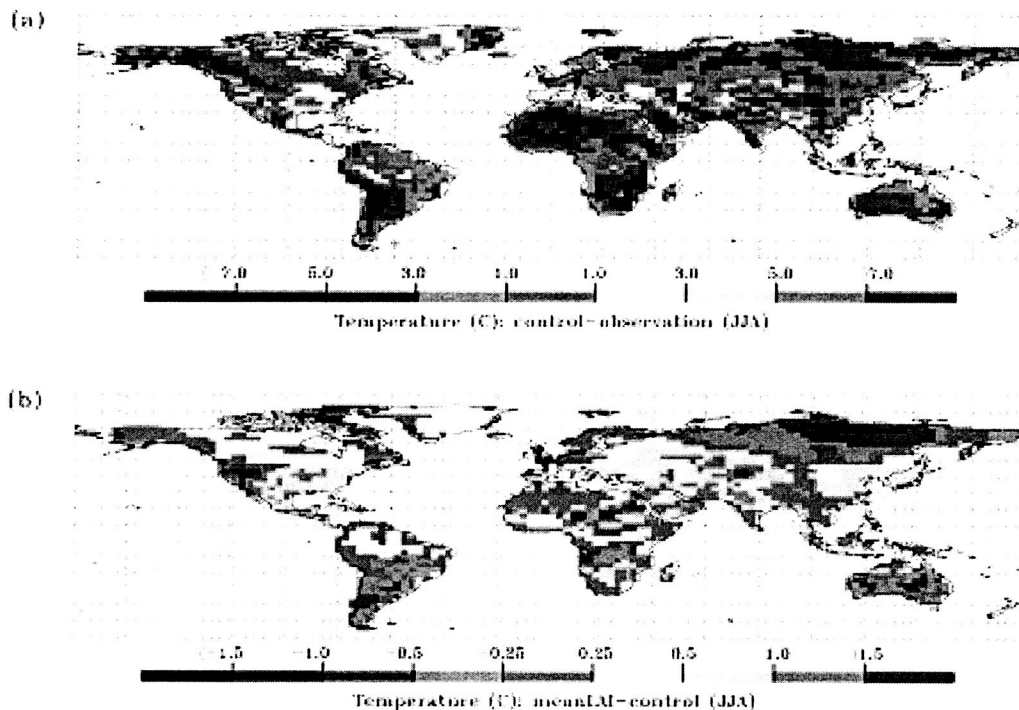 (a)
7.0 5.0 3.0 1.0 1.0 3.0 5.0 7.0
Temperature (C): control-observation (JJA)
(b)
-1.5 -1.0 -0.5 -0.25 0.25 0.5 1.0 1.5
Temperature (C): meanLAI-control (JJA)